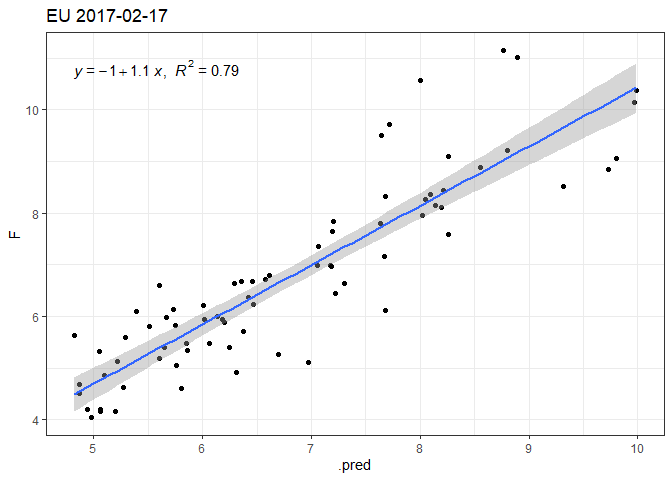 EU 2017-02-17
y = −1 + 1.1 x, R² = 0.79
10
8
6
4
F
5 6 7 8 9 10
.pred